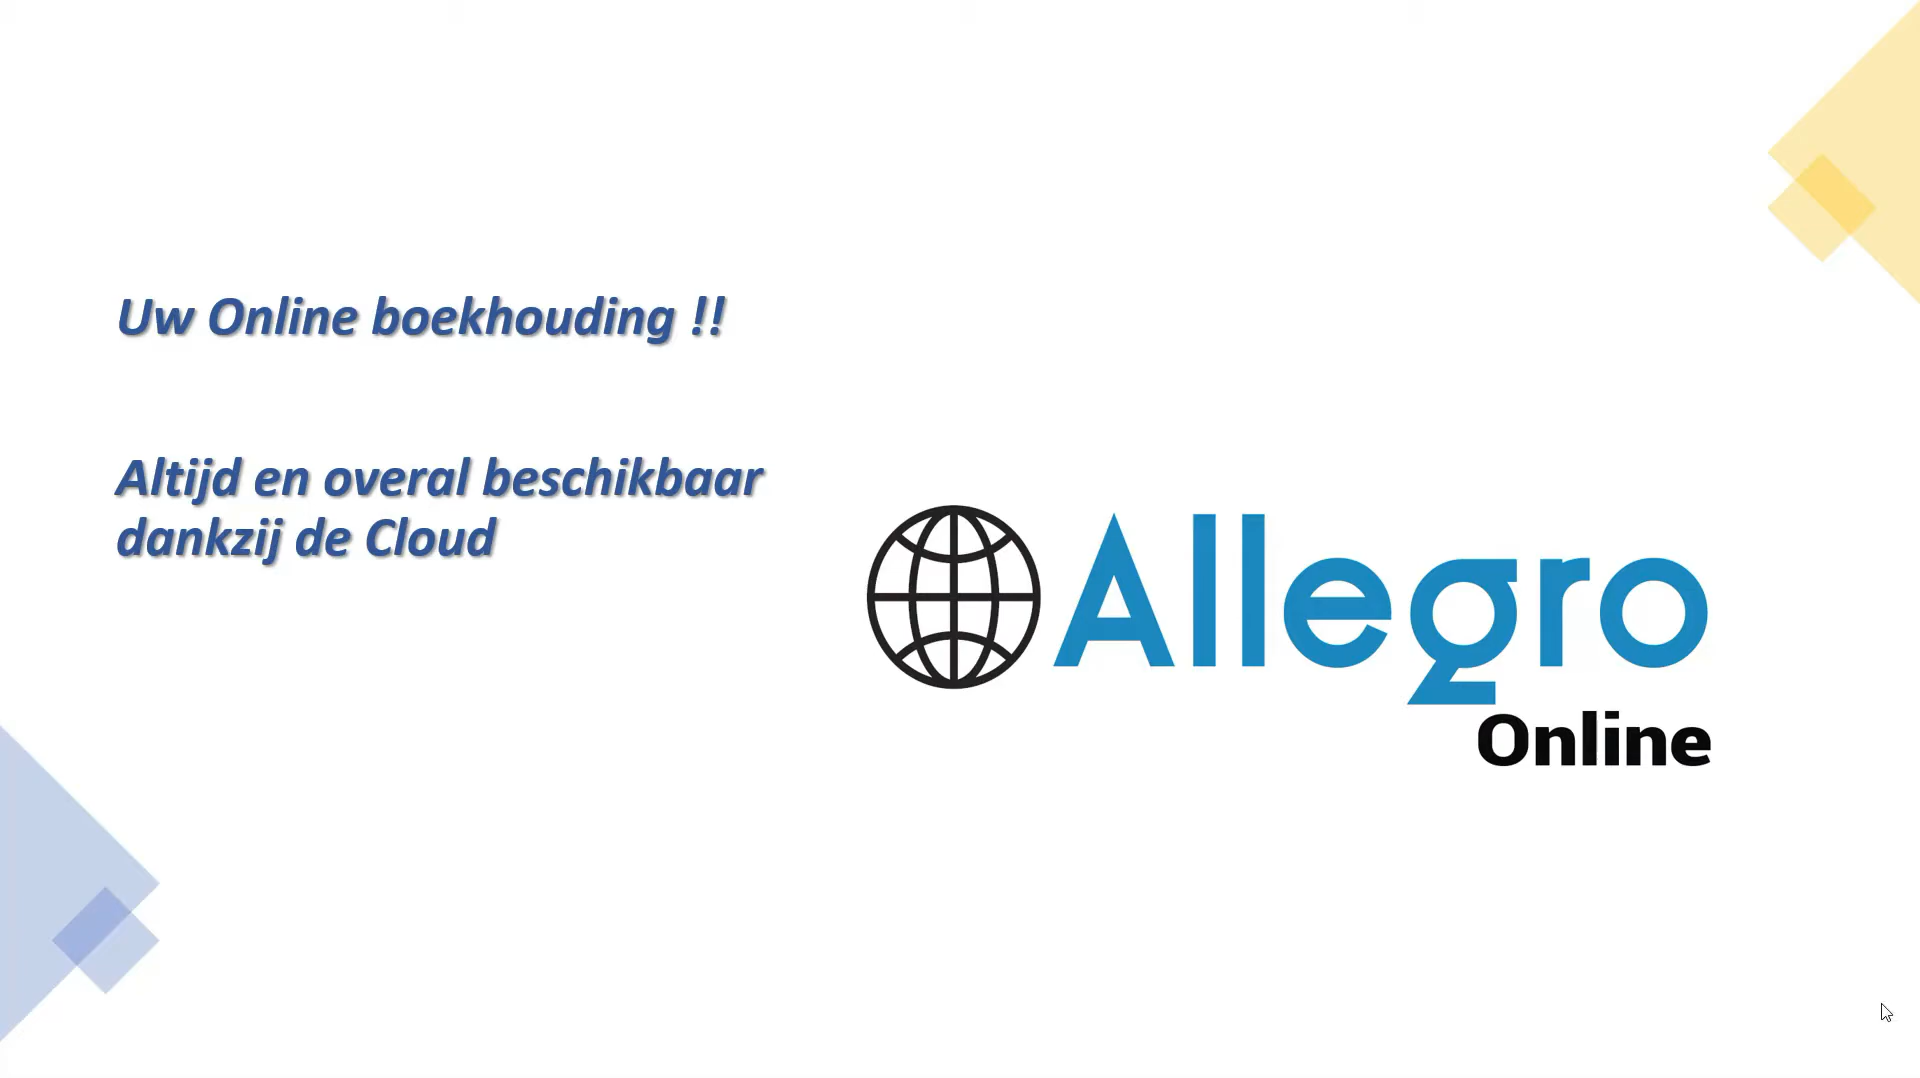 Uw Online boekhouding !!
Altijd en overal beschikbaar
dankzij de Cloud
Allegro
Online